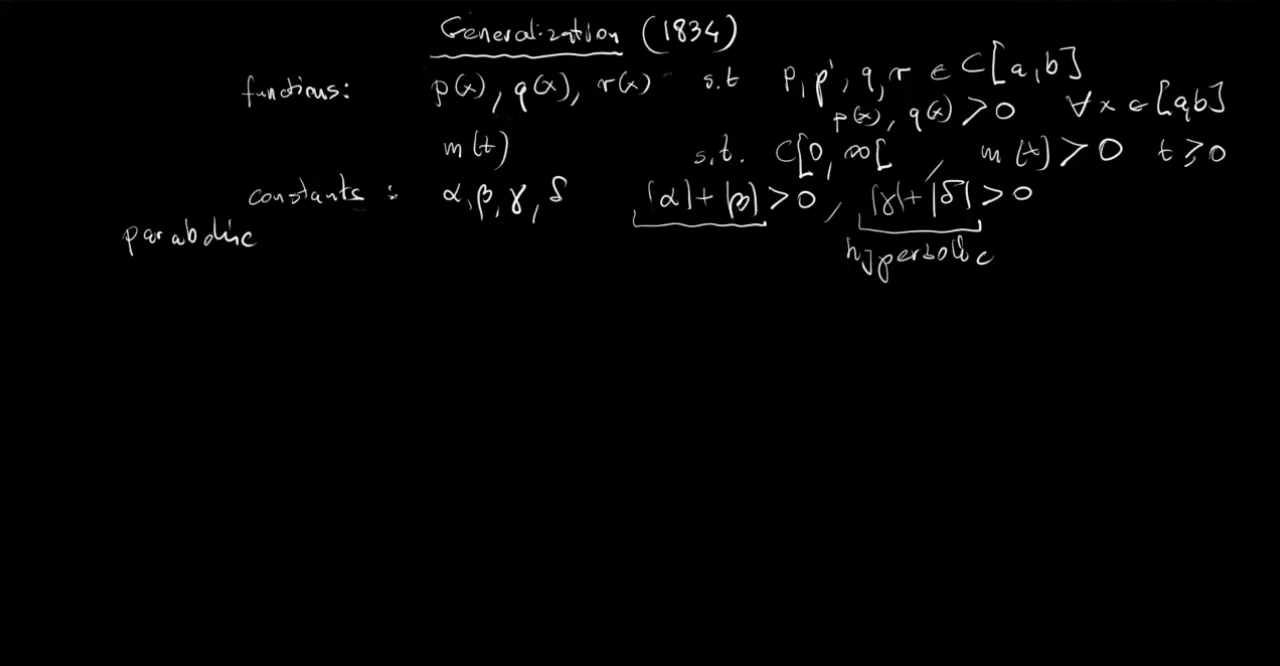 Generalization (1834)
functions: p(x), q(x), r(x) s.t p, p', q, r ∈ C[a,b]
p(x), q(x) > 0 ∀x ∈ [a,b]
m(t) s.t. C[0, ∞[ , m(t) > 0 t ≥ 0
constants: α, β, γ, δ |α| + |β| > 0, |γ| + |δ| > 0
parabolic
hyperbolic